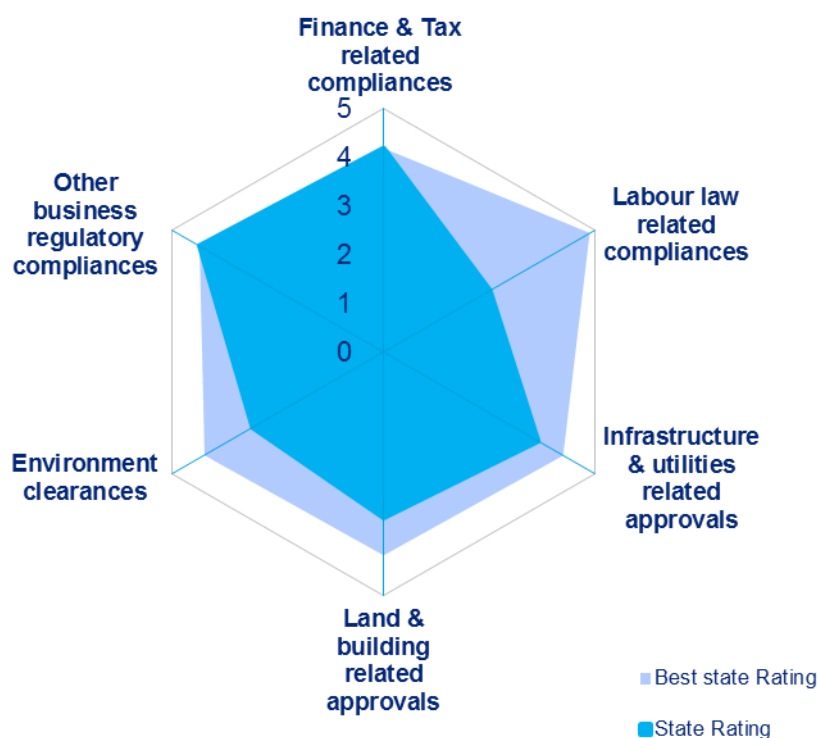 Finance & Tax
related
compliances
5
4
3
2
1
0
Labour law
related
compliances
Infrastructure
& utilities
related
approvals
Land &
building
related
approvals
Environment
clearances
Other
business
regulatory
compliances
Best state Rating
State Rating